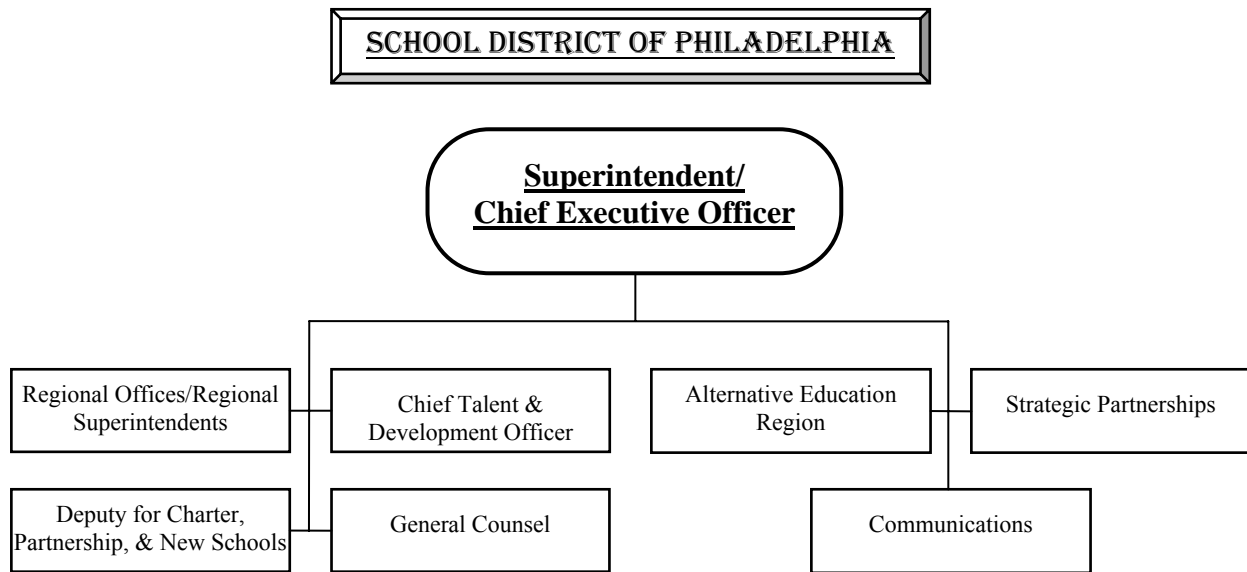 SCHOOL DISTRICT OF PHILADELPHIA
Superintendent/
Chief Executive Officer
Regional Offices/Regional
Superintendents
Chief Talent &
Development Officer
Alternative Education
Region
Strategic Partnerships
Deputy for Charter,
Partnership, & New Schools
General Counsel
Communications